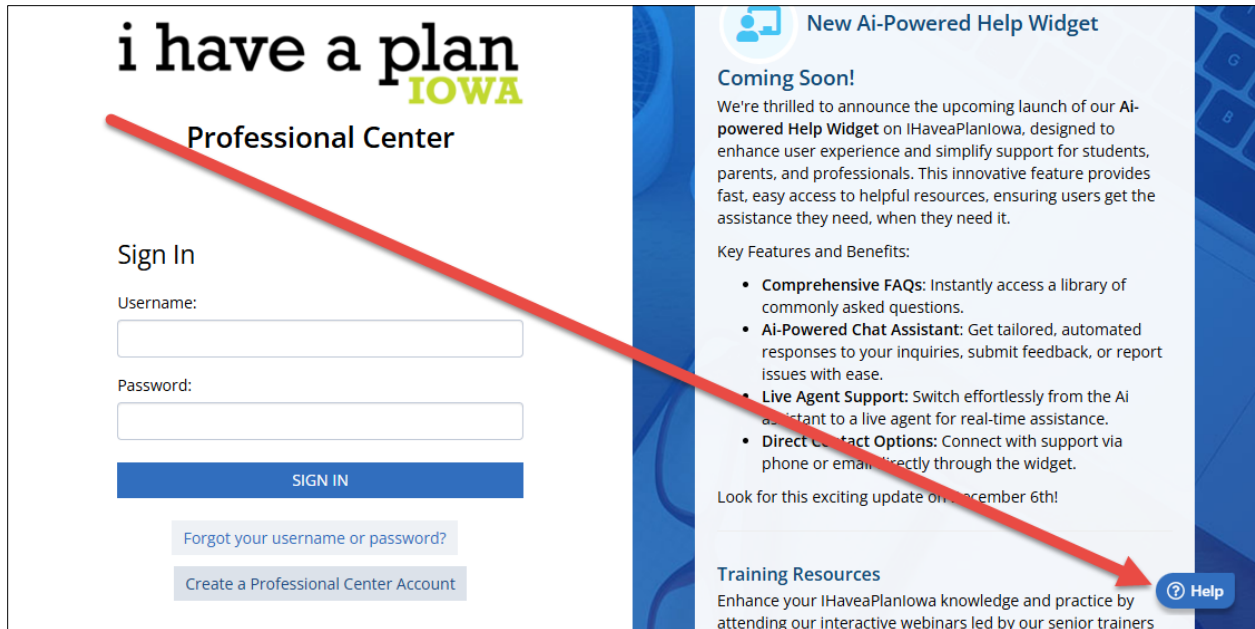 i have a plan
IOWA
Professional Center
Sign In
Username:
Password:
SIGN IN
Forgot your username or password?
Create a Professional Center Account
New Ai-Powered Help Widget
Coming Soon!
We're thrilled to announce the upcoming launch of our Ai-
powered Help Widget on IHaveaPlanIowa, designed to
enhance user experience and simplify support for students,
parents, and professionals. This innovative feature provides
fast, easy access to helpful resources, ensuring users get the
assistance they need, when they need it.
Key Features and Benefits:
• Comprehensive FAQs: Instantly access a library of
commonly asked questions.
• Ai-Powered Chat Assistant: Get tailored, automated
responses to your inquiries, submit feedback, or report
issues with ease.
• Live Agent Support: Switch effortlessly from the Ai
assistant to a live agent for real-time assistance.
• Direct Contact Options: Connect with support via
phone or email directly through the widget.
Look for this exciting update on December 6th!
Training Resources
Enhance your IHaveaPlanIowa knowledge and practice by
attending our interactive webinars led by our senior trainers
Help